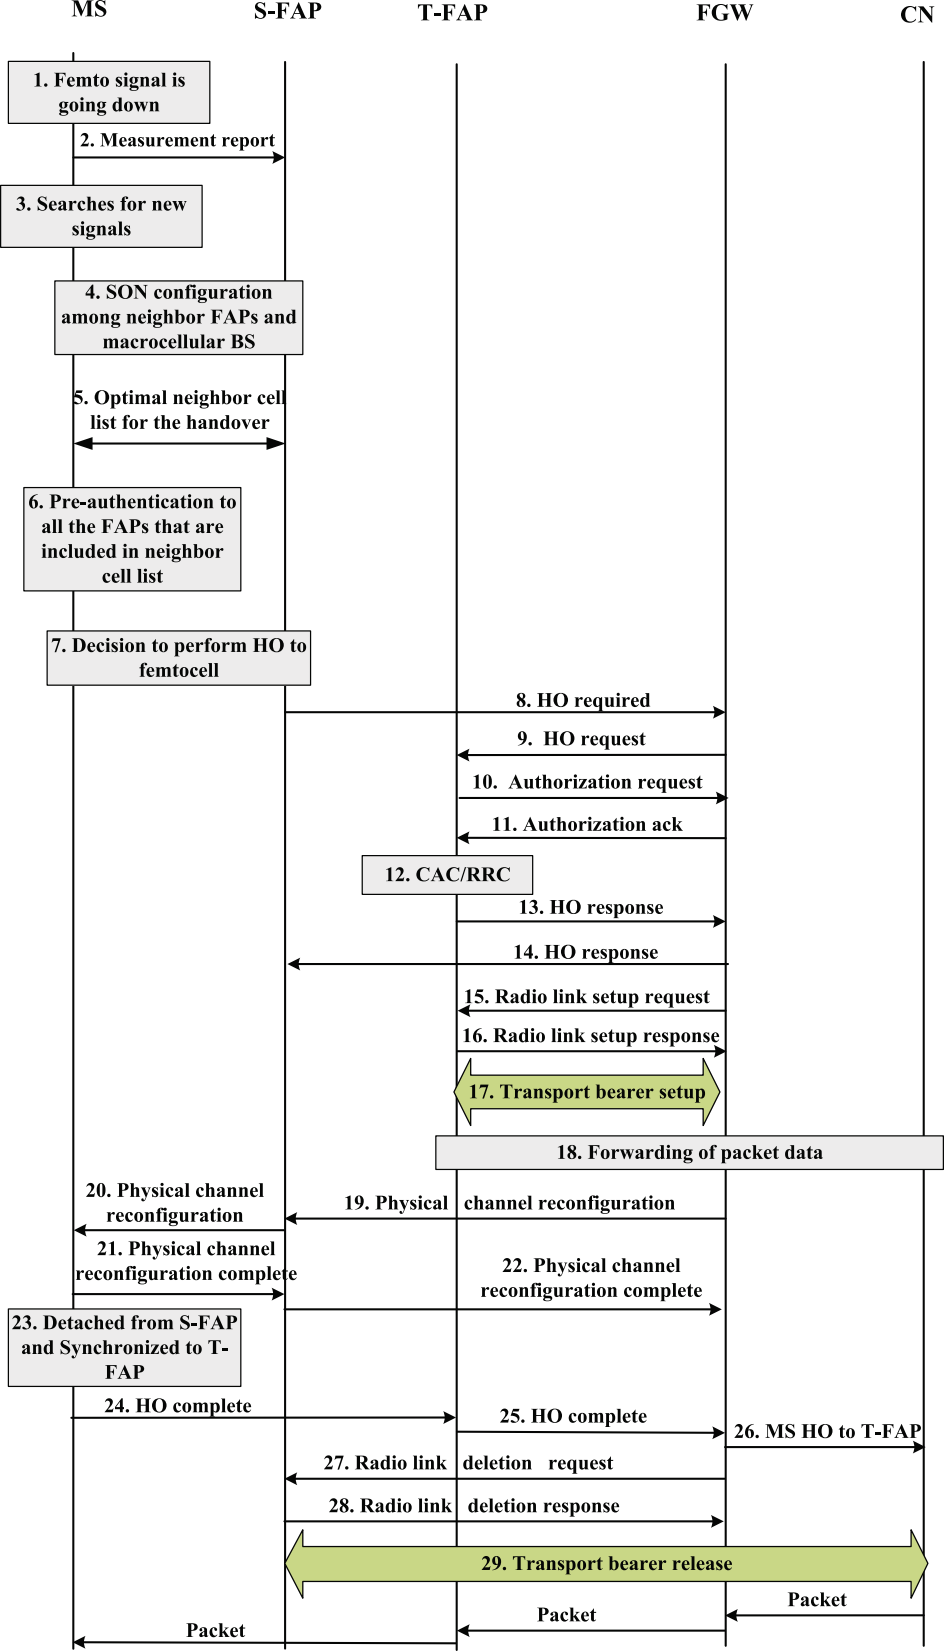 MS S-FAP T-FAP FGW CN
1. Femto signal is
going down
2. Measurement report
3. Searches for new
signals
4. SON configuration
among neighbor FAPs and
macrocellular BS
5. Optimal neighbor cell
list for the handover
6. Pre-authentication to
all the FAPs that are
included in neighbor
cell list
7. Decision to perform HO to
femtocell
8. HO required
9. HO request
10. Authorization request
11. Authorization ack
12. CAC/RRC
13. HO response
14. HO response
15. Radio link setup request
16. Radio link setup response
17. Transport bearer setup
18. Forwarding of packet data
19. Physical channel reconfiguration
20. Physical channel
reconfiguration
21. Physical channel
reconfiguration complete
22. Physical channel
reconfiguration complete
23. Detached from S-FAP
and Synchronized to T-
FAP
24. HO complete
25. HO complete
26. MS HO to T-FAP
27. Radio link deletion request
28. Radio link deletion response
29. Transport bearer release
Packet
Packet
Packet